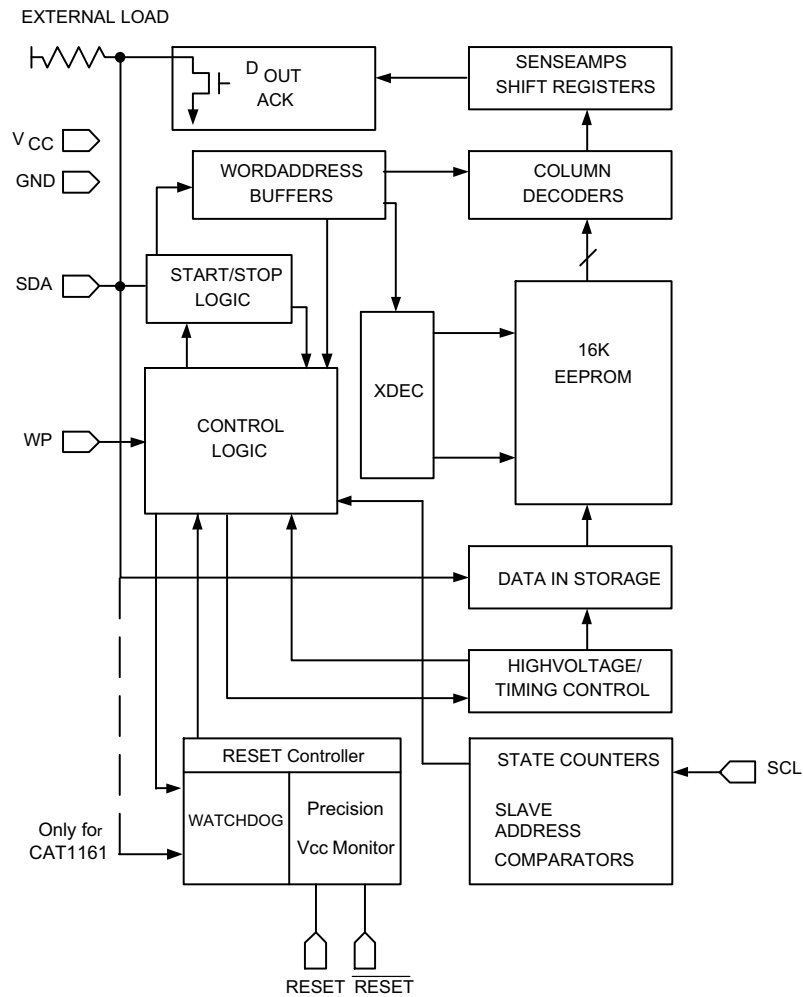 EXTERNAL LOAD
D OUT
ACK
SENSEAMPS
SHIFT REGISTERS
VCC
GND
WORDADDRESS
BUFFERS
COLUMN
DECODERS
SDA
START/STOP
LOGIC
XDEC
16K
EEPROM
WP
CONTROL
LOGIC
DATA IN STORAGE
HIGHVOLTAGE/
TIMING CONTROL
RESET Controller
WATCHDOG
Precision
Vcc Monitor
STATE COUNTERS
SLAVE
ADDRESS
COMPARATORS
SCL
Only for
CAT1161
RESET
RESET